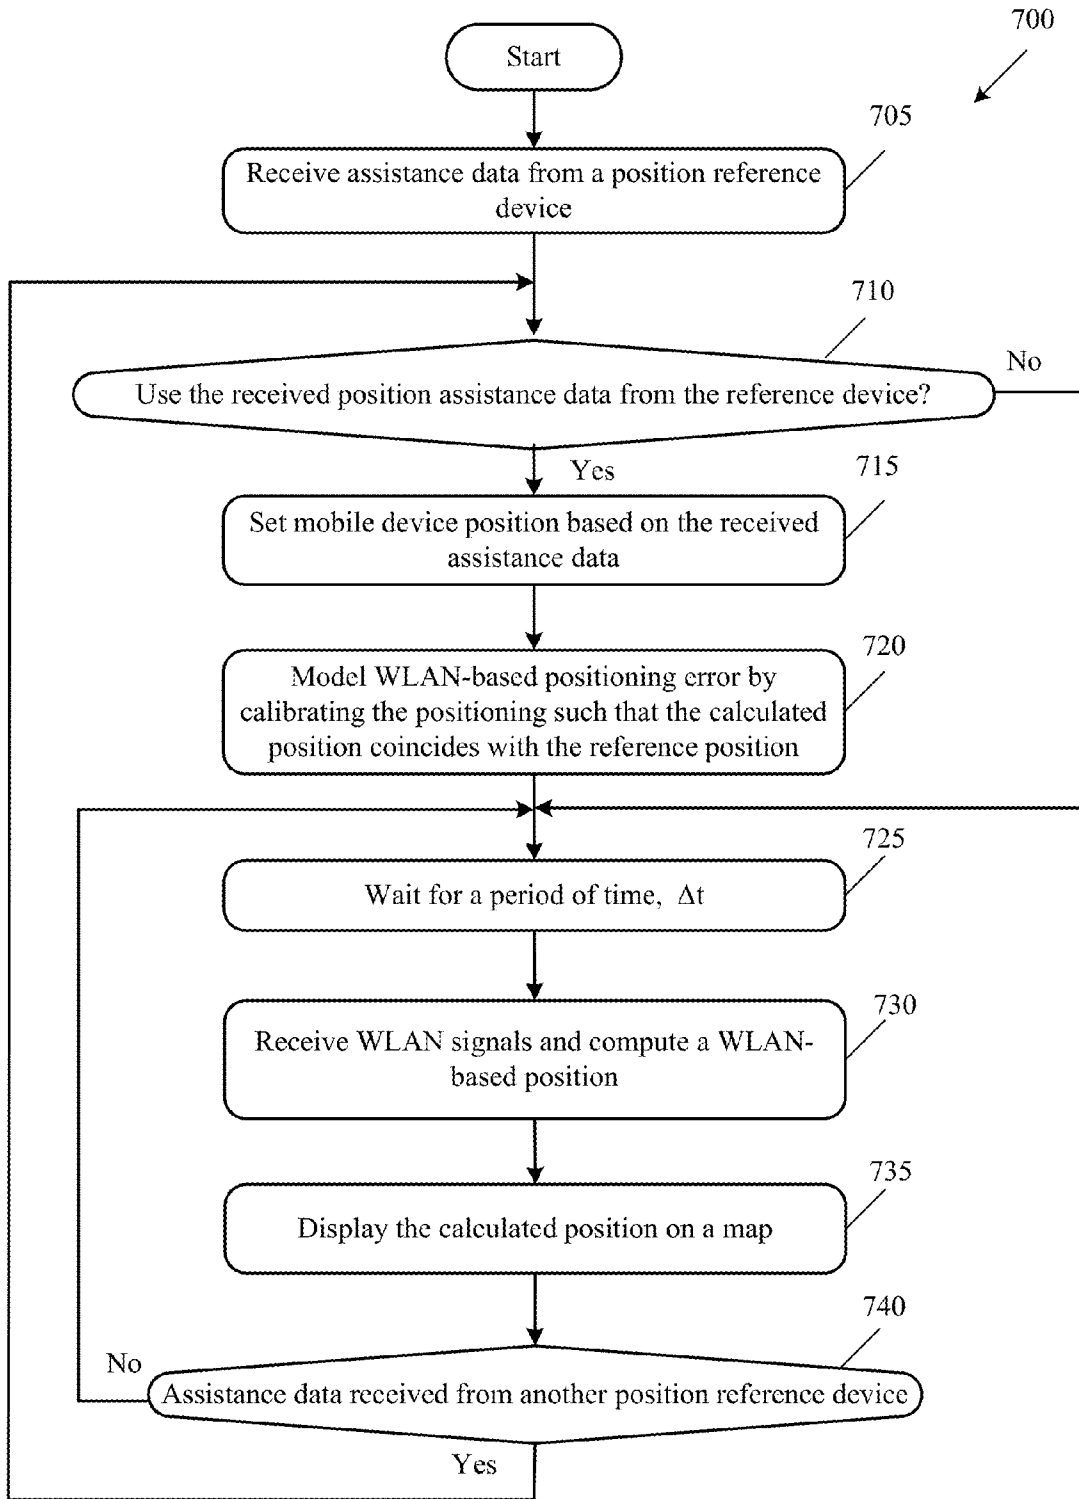 700
Start
705
Receive assistance data from a position reference
device
710
No
Use the received position assistance data from the reference device?
Yes
715
Set mobile device position based on the received
assistance data
720
Model WLAN-based positioning error by
calibrating the positioning such that the calculated
position coincides with the reference position
725
Wait for a period of time, Δt
730
Receive WLAN signals and compute a WLAN-
based position
735
Display the calculated position on a map
740
No
Assistance data received from another position reference device
Yes